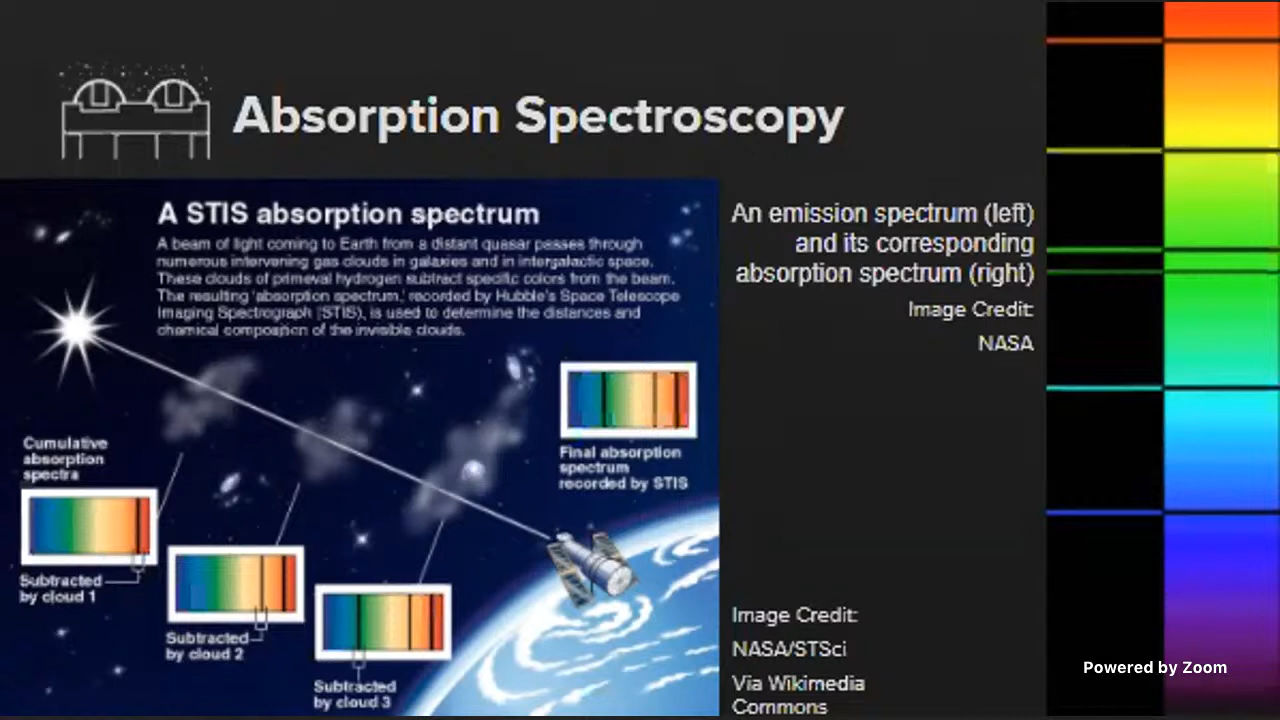 Absorption Spectroscopy
A STIS absorption spectrum
A beam of light coming to Earth from a distant quasar passes through
numerous intervening gas clouds in galaxies and in intergalactic space.
These clouds of primeval hydrogen subtract specific colors from the beam.
The resulting 'absorption spectrum,' recorded by Hubble's Space Telescope
Imaging Spectrograph (STIS), is used to determine the distances and
chemical composition of the invisible clouds.
Cumulative
absorption
spectra
Subtracted
by cloud 1
Subtracted
by cloud 2
Subtracted
by cloud 3
Final absorption
spectrum
recorded by STIS
An emission spectrum (left)
and its corresponding
absorption spectrum (right)
Image Credit:
NASA
Image Credit:
NASA/STSci
Via Wikimedia
Commons
Powered by Zoom